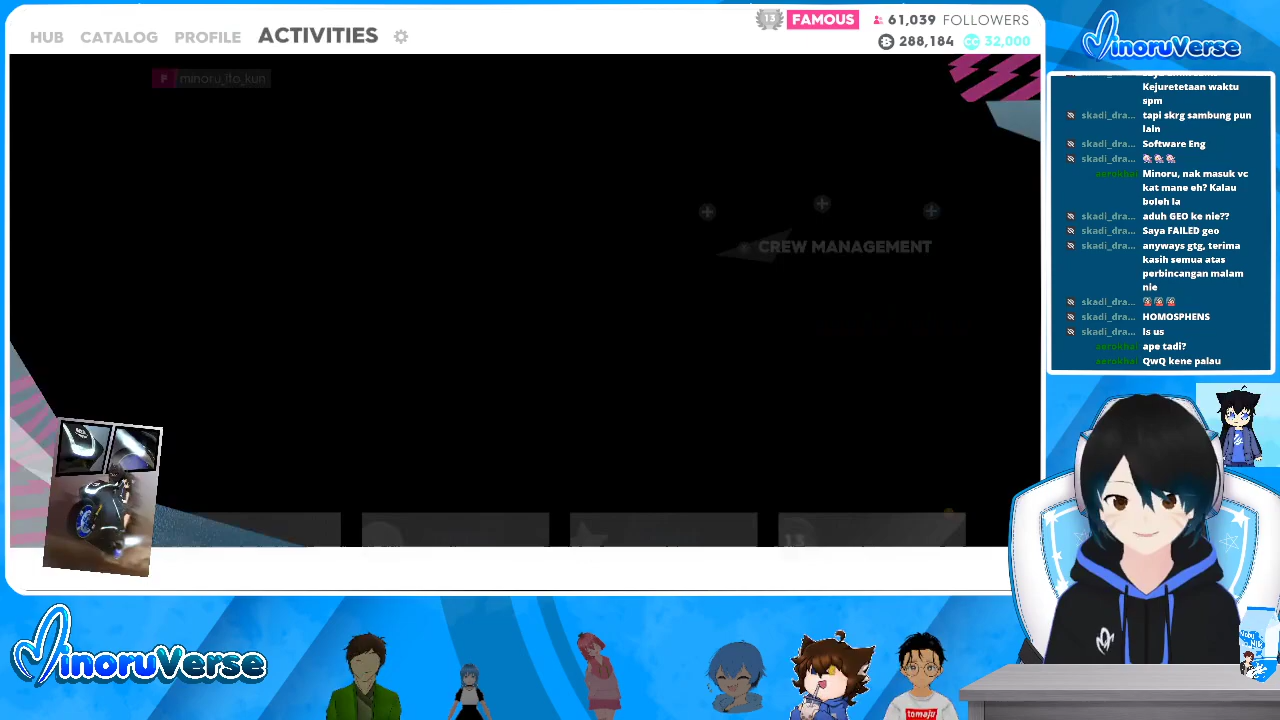 HUB CATALOG PROFILE ACTIVITIES
13 FAMOUS 61,039 FOLLOWERS
288,184 CC 32,000
P minoru_ito_kun
CREW MANAGEMENT
13
MinoruVerse
Kejuretetaan waktu
spm
skadi_dra... tapi skrg sambung pun
lain
skadi_dra... Software Eng
skadi_dra...
Minoru, nak masuk vc
kat mane eh? Kalau
boleh la
skadi_dra... aduh GEO ke nie??
skadi_dra... Saya FAILED geo
skadi_dra... anyways gtg, terima
kasih semua atas
perbincangan malam
nie
skadi_dra...
skadi_dra... HOMOSPHENS
skadi_dra... Is us
ape tadi?
QwQ kene palau
MinoruVerse
tomaju